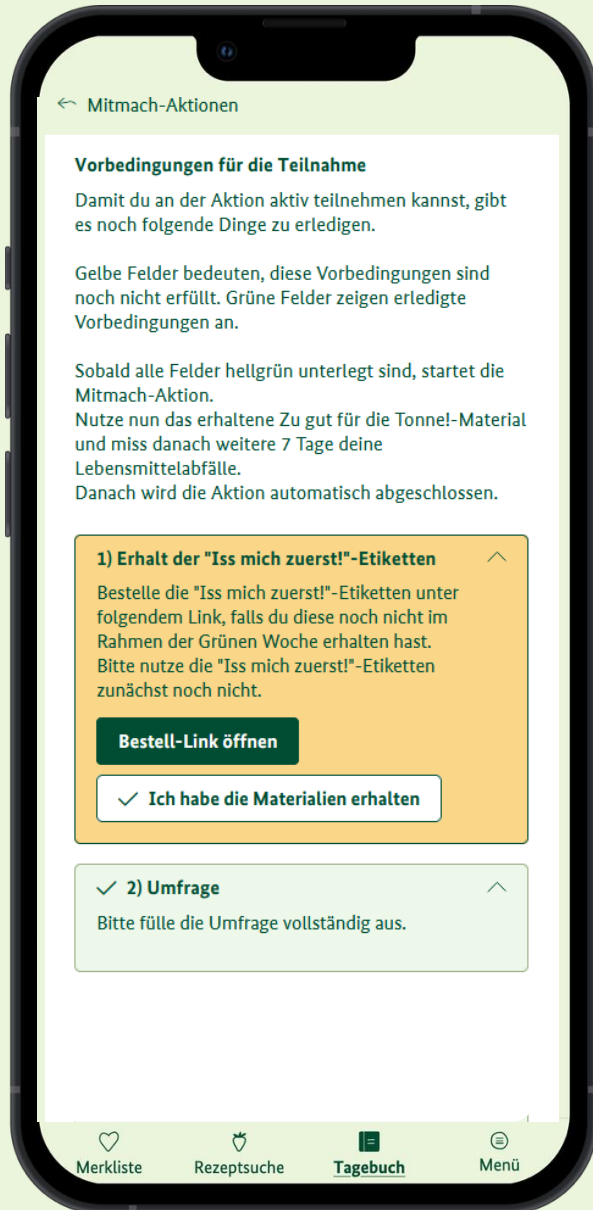 Mitmach-Aktionen
Vorbedingungen für die Teilnahme
Damit du an der Aktion aktiv teilnehmen kannst, gibt
es noch folgende Dinge zu erledigen.
Gelbe Felder bedeuten, diese Vorbedingungen sind
noch nicht erfüllt. Grüne Felder zeigen erledigte
Vorbedingungen an.
Sobald alle Felder hellgrün unterlegt sind, startet die
Mitmach-Aktion.
Nutze nun das erhaltene Zu gut für die Tonne!-Material
und miss danach weitere 7 Tage deine
Lebensmittelabfälle.
Danach wird die Aktion automatisch abgeschlossen.
1) Erhalt der "Iss mich zuerst!"-Etiketten
Bestelle die "Iss mich zuerst!"-Etiketten unter
folgendem Link, falls du diese noch nicht im
Rahmen der Grünen Woche erhalten hast.
Bitte nutze die "Iss mich zuerst!"-Etiketten
zunächst noch nicht.
Bestell-Link öffnen
Ich habe die Materialien erhalten
2) Umfrage
Bitte fülle die Umfrage vollständig aus.
Merkliste Rezeptsuche Tagebuch Menü